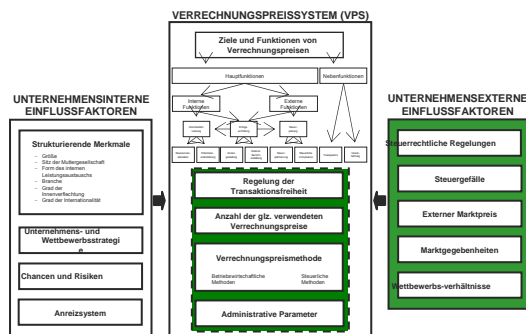 VERRECHNUNGSPREISSYSTEM (VPS)
Ziele und Funktionen von
Verrechnungspreisen
Hauptfunktionen
Nebenfunktionen
Interne
Funktionen
Externe
Funktionen
Regelung der
Transaktionsfreiheit
Anzahl der glz. verwendeten
Verrechnungspreise
Verrechnungspreismethode
Betriebswirtschaftliche
Methoden
Steuerliche
Methoden
Administrative Parameter
UNTERNEHMENSINTERNE
EINFLUSSFAKTOREN
Strukturierende Merkmale
– Größe
– Sitz der Muttergesellschaft
– Form des internen
Leistungsaustauschs
– Branche
– Grad der
Innenverflechtung
– Grad der Internationalität
Unternehmens- und
Wettbewerbsstrategi
e
Chancen und Risiken
Anreizsystem
UNTERNEHMENSEXTERNE
EINFLUSSFAKTOREN
Steuerrechtliche Regelungen
Steuergefälle
Externer Marktpreis
Marktgegebenheiten
Wettbewerbs-verhältnisse